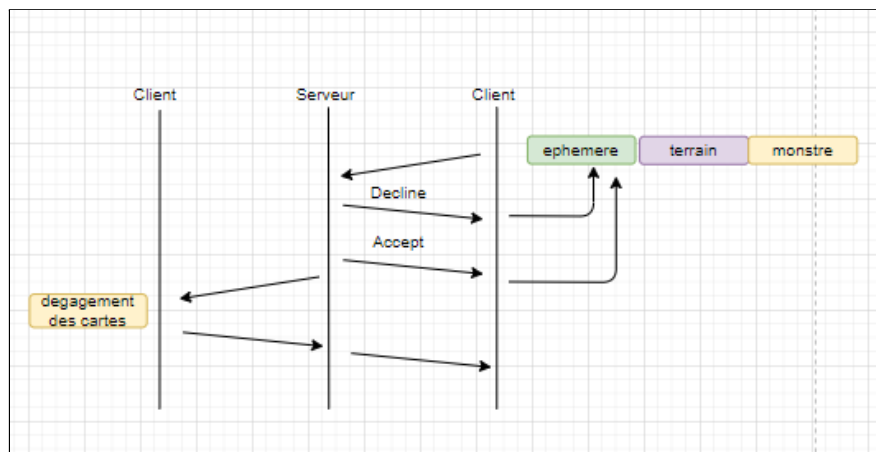 Client
Serveur
Client
ephemere
terrain
monstre
Decline
Accept
degagement
des cartes